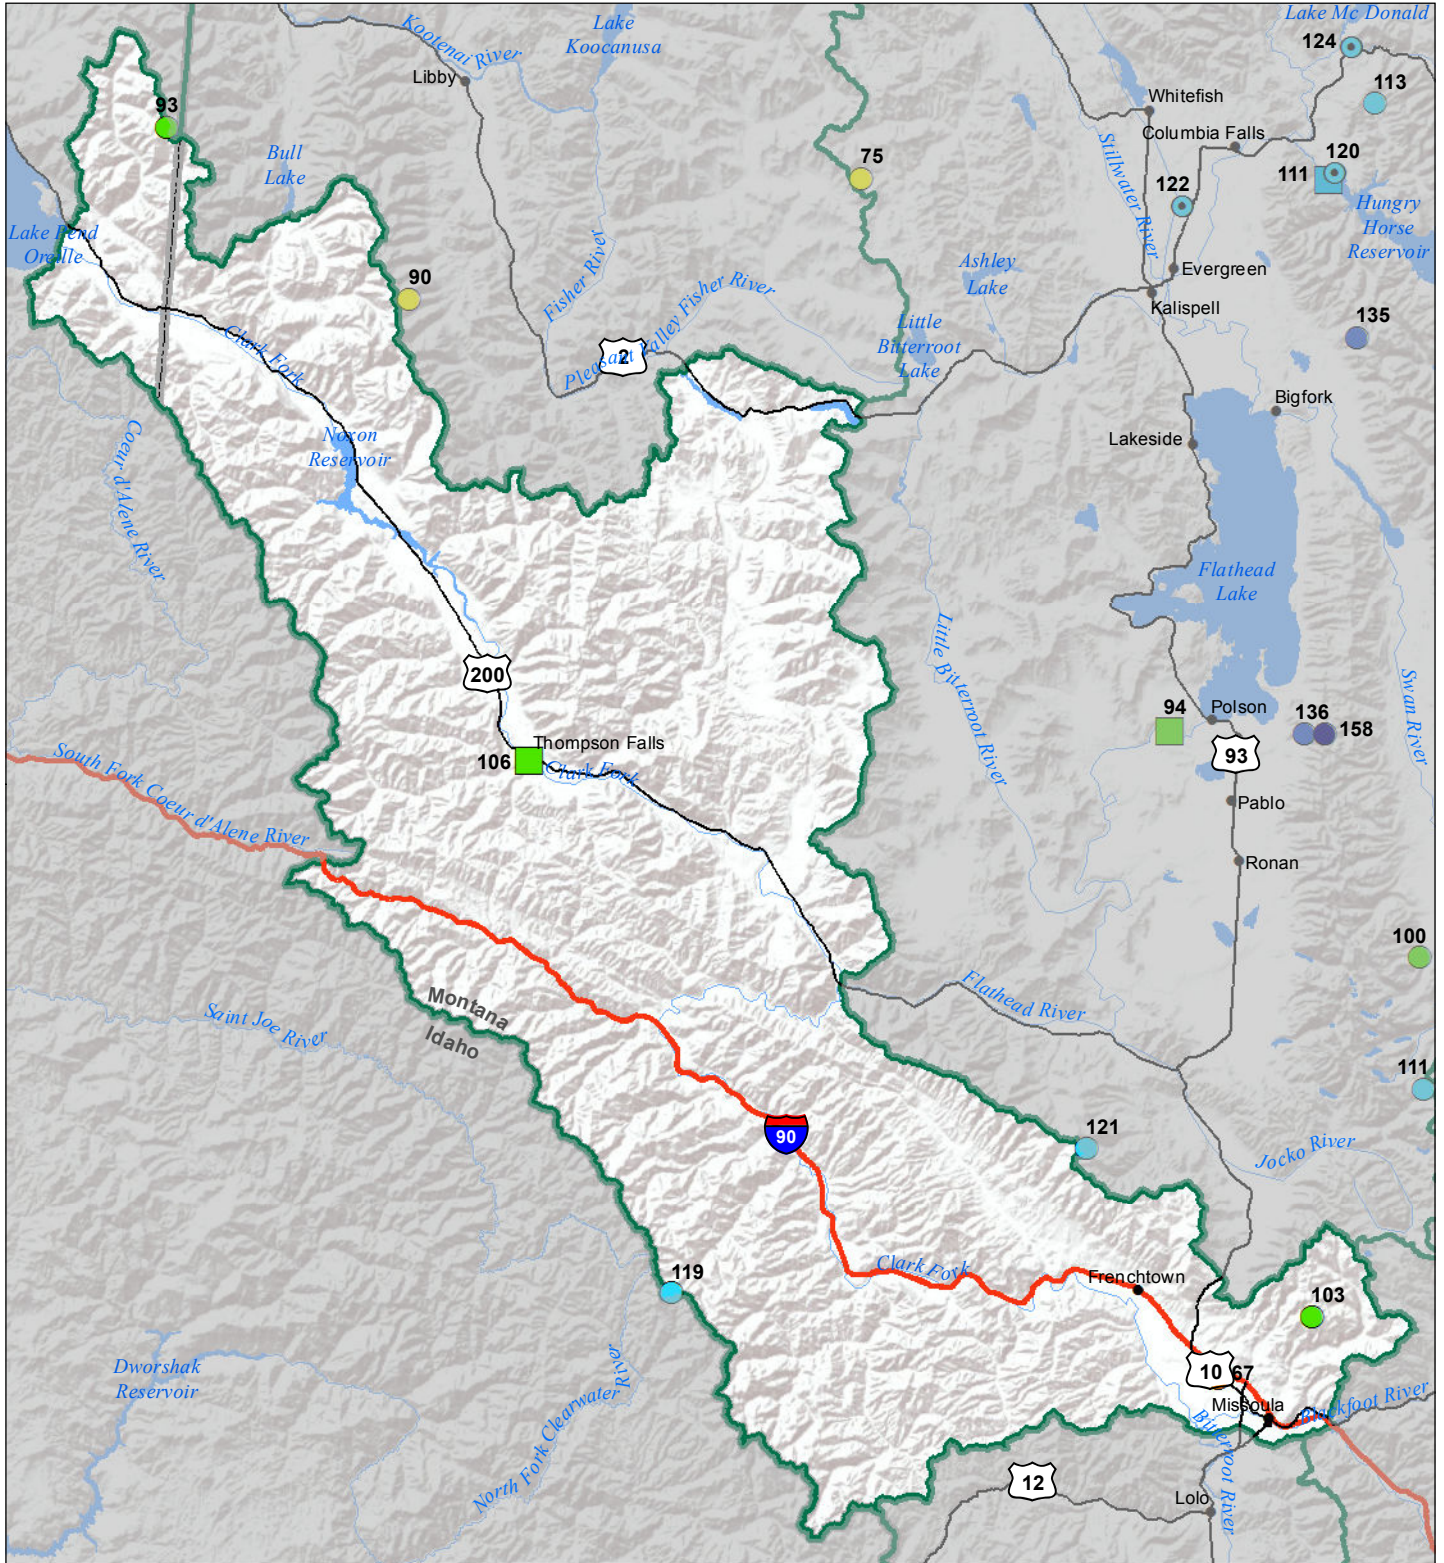 Lake Mc Donald
124
113
Kootenai River
Lake
Koocanusa
Libby
Whitefish
Columbia Falls
93
Bull
Lake
75
Stillwater River
120
111
122
Hungry
Horse
Reservoir
Lake Pend
Oreille
90
Fisher River
Ashley
Lake
Evergreen
Kalispell
Pleasant Valley Fisher River
2
Little
Bitterroot
Lake
135
Clark Fork
Bigfork
Lakeside
Noxon
Reservoir
Coeur d'Alene River
Flathead
Lake
Little Bitterroot River
Swan River
200
94
Polson
136
158
93
Thompson Falls
106
Clark Fork
South Fork Coeur d'Alene River
Pablo
Ronan
100
Flathead River
Montana
Idaho
Saint Joe River
111
90
121
Jocko River
119
Clark Fork
Frenchtown
103
10
67
Missoula
Blackfoot River
Dworshak
Reservoir
North Fork Clearwater River
Bitterroot River
12
Lolo